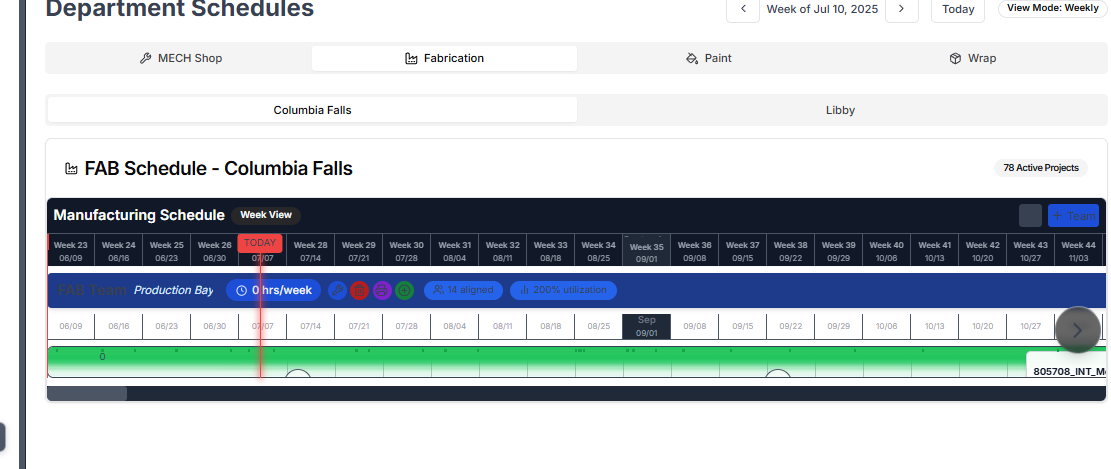 Department Schedules
Week of Jul 10, 2025
Today
View Mode: Weekly
MECH Shop
Fabrication
Paint
Wrap
Columbia Falls
Libby
FAB Schedule - Columbia Falls
78 Active Projects
Manufacturing Schedule
Week View
+ Team
Week 23 Week 24 Week 25 Week 26 TODAY Week 28 Week 29 Week 30 Week 31 Week 32 Week 33 Week 34 Week 35 Week 36 Week 37 Week 38 Week 39 Week 40 Week 41 Week 42 Week 43 Week 44
06/09 06/16 06/23 06/30 07/07 07/14 07/21 07/28 08/04 08/11 08/18 08/25 09/01 09/08 09/15 09/22 09/29 10/06 10/13 10/20 10/27 11/03
FAB Team Production Bay 0 hrs/week 14 aligned 200% utilization
Sep
06/09 06/16 06/23 06/30 07/07 07/14 07/21 07/28 08/04 08/11 08/18 08/25 09/01 09/08 09/15 09/22 09/29 10/06 10/13 10/20 10/27
0
805708_INT_M